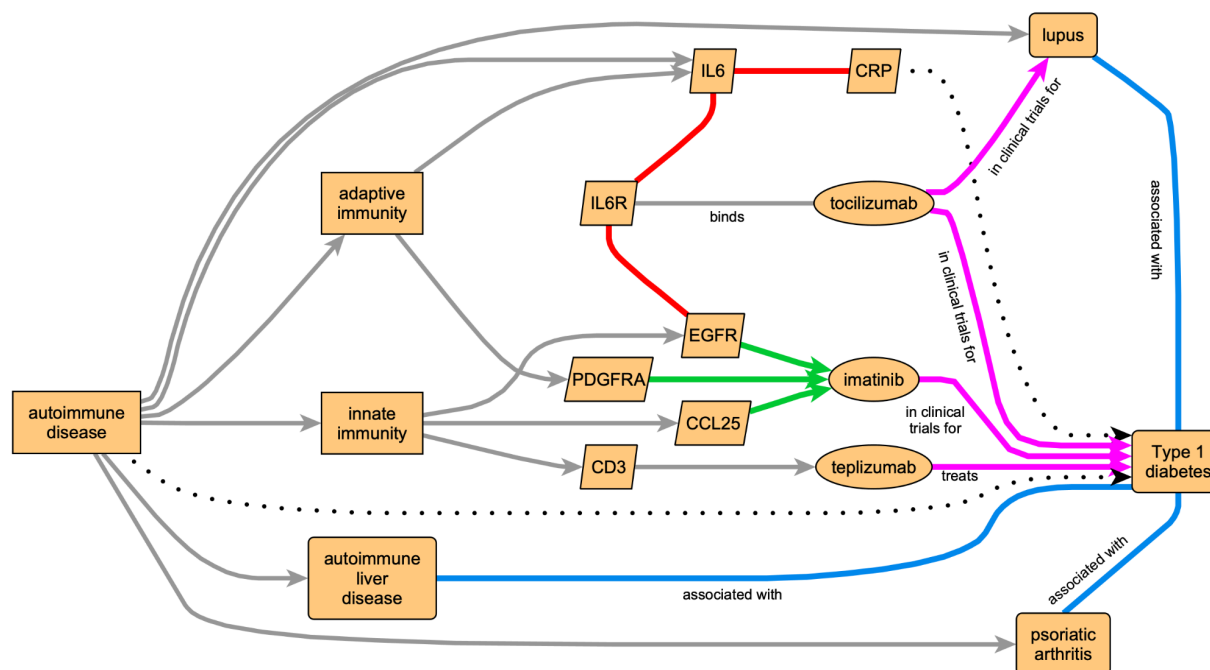 lupus
IL6
CRP
in clinical trials for
adaptive
immunity
IL6R
binds
tocilizumab
associated with
in clinical trials for
EGFR
PDGFRA
imatinib
autoimmune
disease
innate
immunity
CCL25
in clinical
trials for
CD3
teplizumab
treats
Type 1
diabetes
autoimmune
liver
disease
associated with
associated with
psoriatic
arthritis